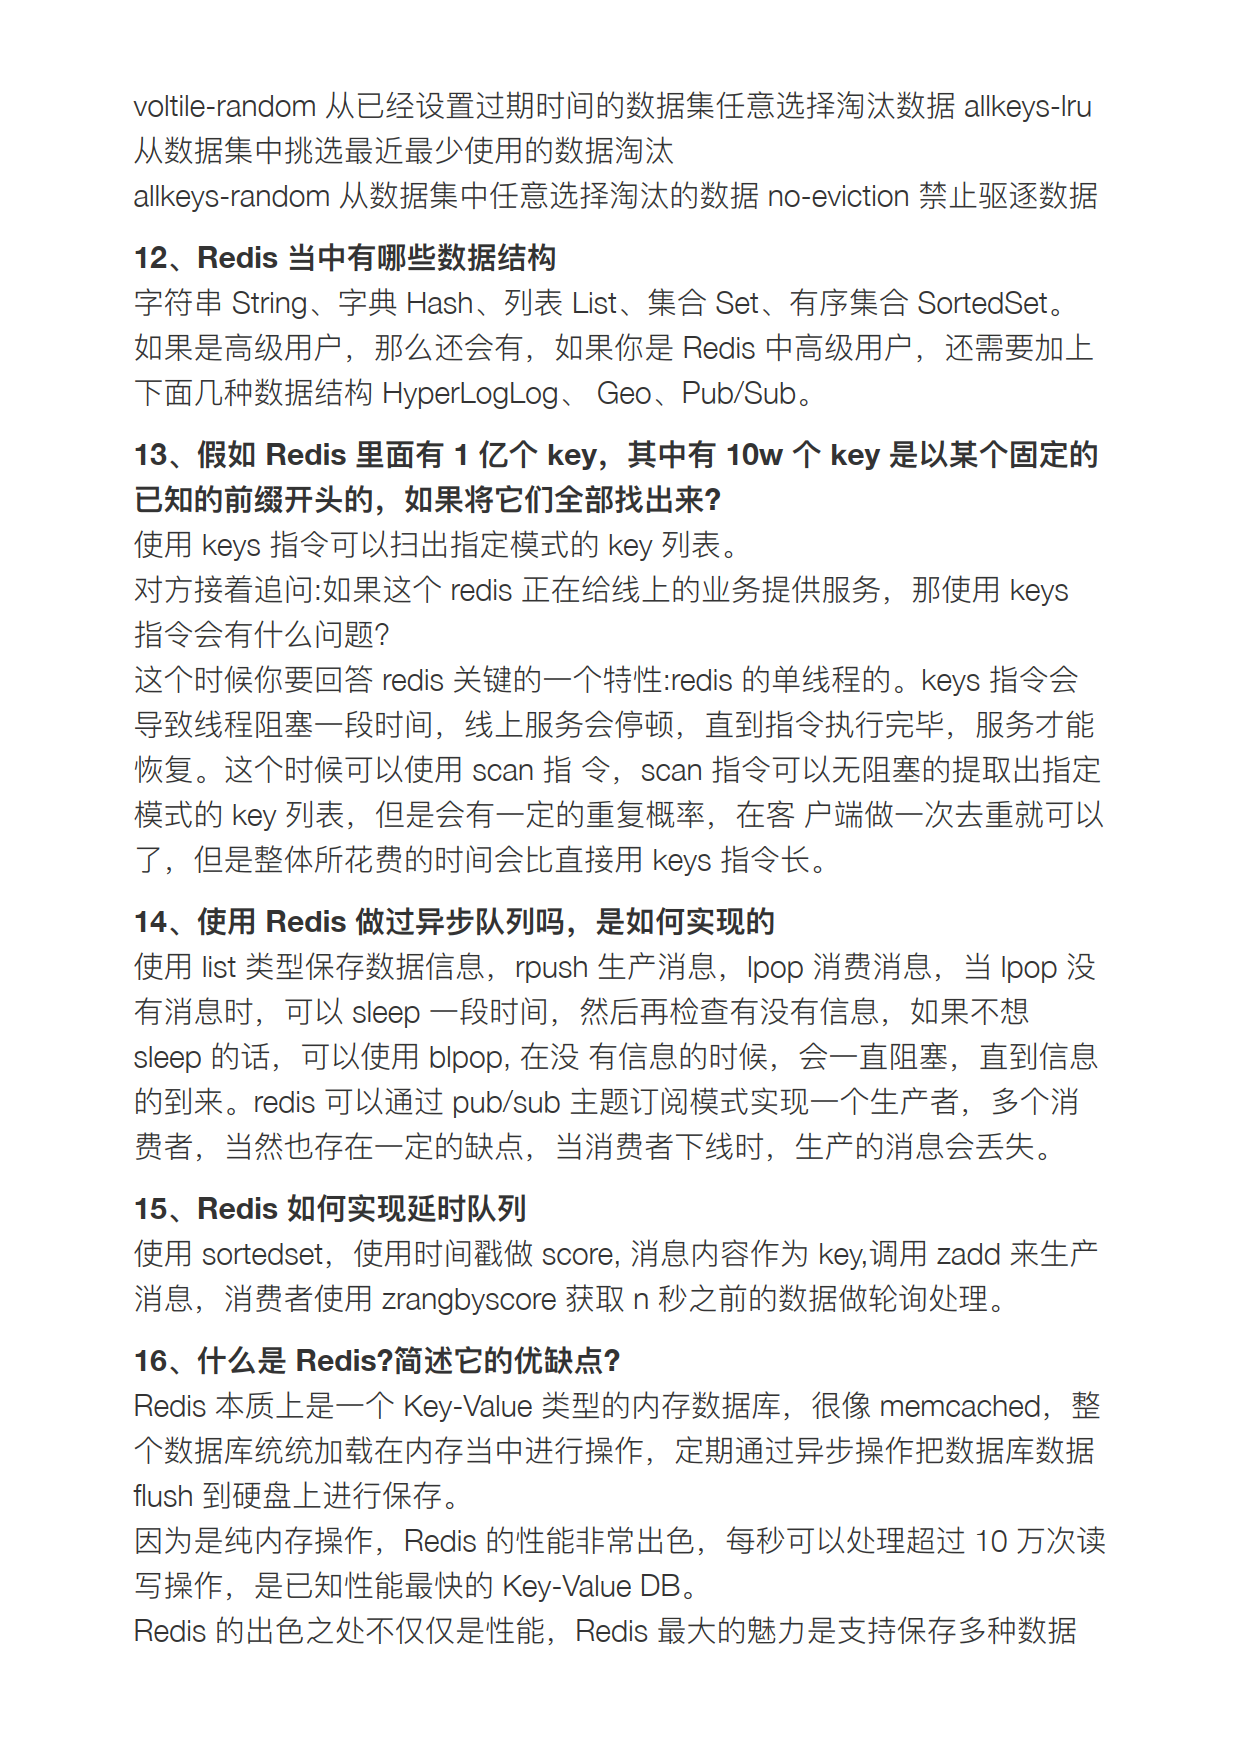 voltile-random 从已经设置过期时间的数据集任意选择淘汰数据 allkeys-lru
从数据集中挑选最近最少使用的数据淘汰
allkeys-random 从数据集中任意选择淘汰的数据 no-eviction 禁止驱逐数据
12、Redis 当中有哪些数据结构
字符串 String、字典 Hash、列表 List、集合 Set、有序集合 SortedSet。
如果是高级用户，那么还会有，如果你是 Redis 中高级用户，还需要加上
下面几种数据结构 HyperLogLog、 Geo、Pub/Sub。
13、假如 Redis 里面有 1 亿个 key，其中有 10w 个 key 是以某个固定的
已知的前缀开头的，如果将它们全部找出来?
使用 keys 指令可以扫出指定模式的 key 列表。
对方接着追问:如果这个 redis 正在给线上的业务提供服务，那使用 keys
指令会有什么问题?
这个时候你要回答 redis 关键的一个特性:redis 的单线程的。keys 指令会
导致线程阻塞一段时间，线上服务会停顿，直到指令执行完毕，服务才能
恢复。这个时候可以使用 scan 指 令，scan 指令可以无阻塞的提取出指定
模式的 key 列表，但是会有一定的重复概率，在客 户端做一次去重就可以
了，但是整体所花费的时间会比直接用 keys 指令长。
14、使用 Redis 做过异步队列吗，是如何实现的
使用 list 类型保存数据信息，rpush 生产消息，lpop 消费消息，当 lpop 没
有消息时，可以 sleep 一段时间，然后再检查有没有信息，如果不想
sleep 的话，可以使用 blpop, 在没 有信息的时候，会一直阻塞，直到信息
的到来。redis 可以通过 pub/sub 主题订阅模式实现一个生产者，多个消
费者，当然也存在一定的缺点，当消费者下线时，生产的消息会丢失。
15、Redis 如何实现延时队列
使用 sortedset，使用时间戳做 score, 消息内容作为 key,调用 zadd 来生产
消息，消费者使用 zrangbyscore 获取 n 秒之前的数据做轮询处理。
16、什么是 Redis?简述它的优缺点?
Redis 本质上是一个 Key-Value 类型的内存数据库，很像 memcached，整
个数据库统统加载在内存当中进行操作，定期通过异步操作把数据库数据
flush 到硬盘上进行保存。
因为是纯内存操作，Redis 的性能非常出色，每秒可以处理超过 10 万次读
写操作，是已知性能最快的 Key-Value DB。
Redis 的出色之处不仅仅是性能，Redis 最大的魅力是支持保存多种数据